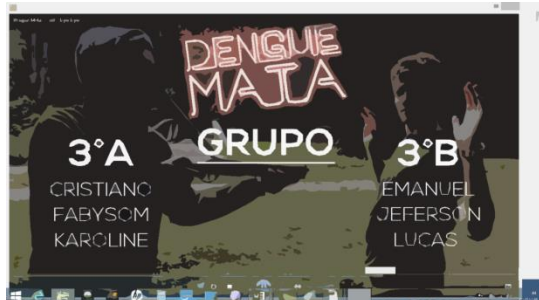 DENGUE
MATA
GRUPO
3°A
CRISTIANO
FABYSOM
KAROLINE
3°B
EMANUEL
JEFERSON
LUCAS